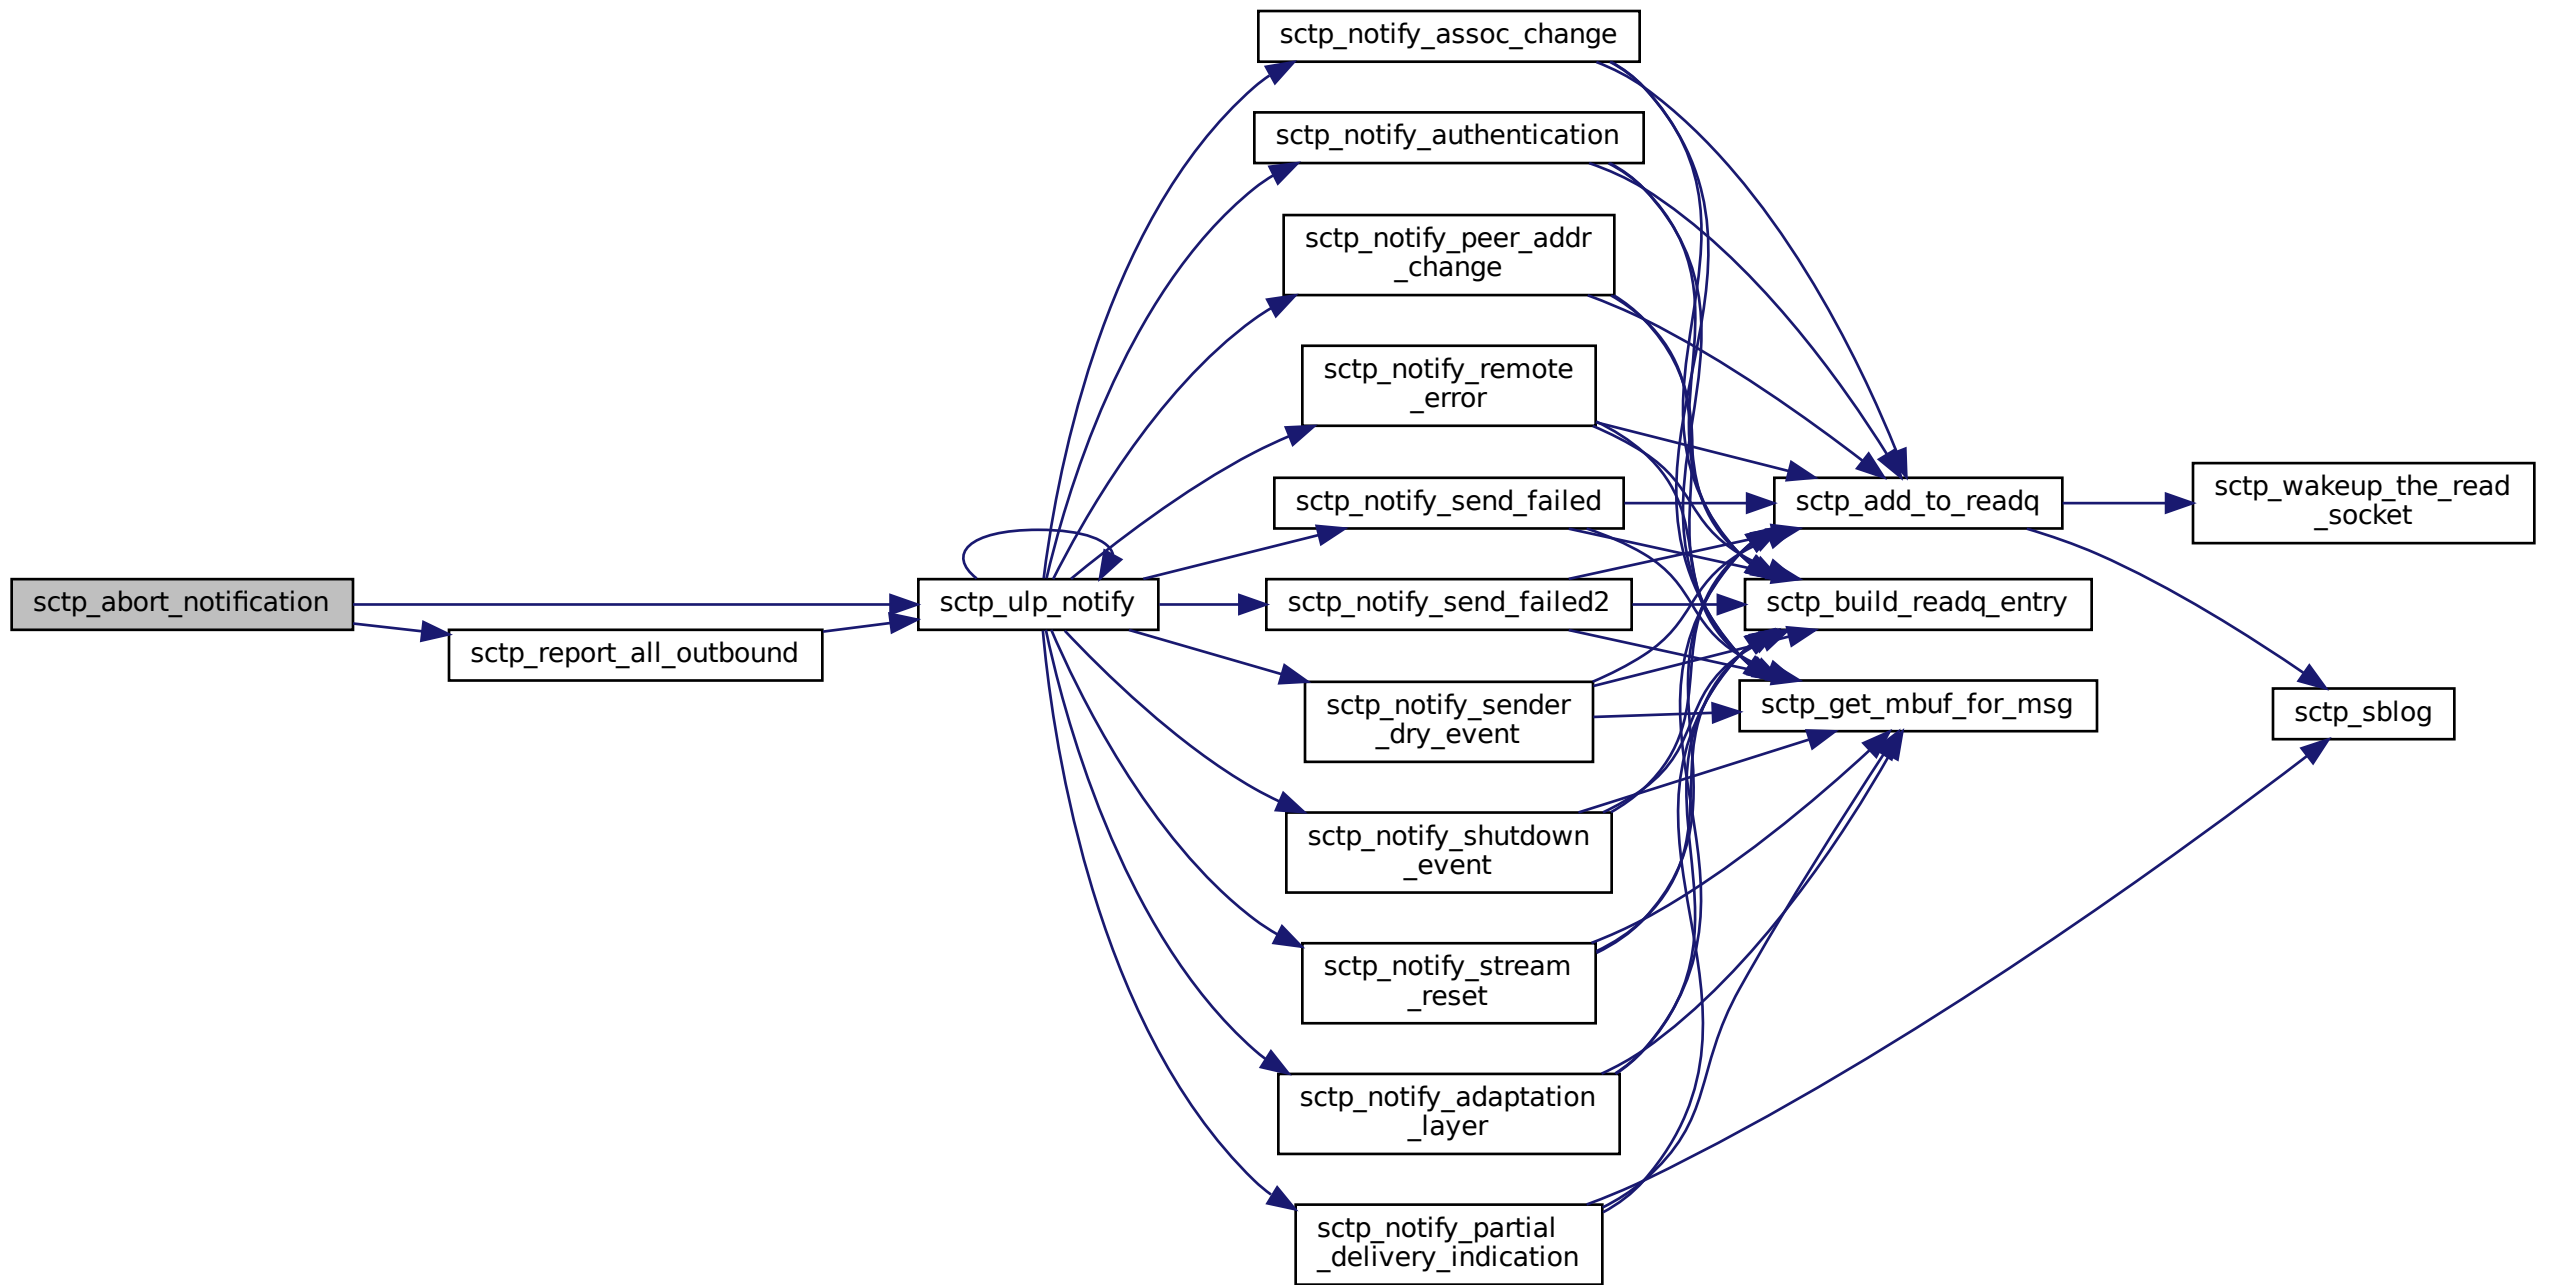 sctp_abort_notification
sctp_report_all_outbound
sctp_ulp_notify
sctp_notify_assoc_change
sctp_notify_authentication
sctp_notify_peer_addr
_change
sctp_notify_remote
_error
sctp_notify_send_failed
sctp_notify_send_failed2
sctp_notify_sender
_dry_event
sctp_notify_shutdown
_event
sctp_notify_stream
_reset
sctp_notify_adaptation
_layer
sctp_notify_partial
_delivery_indication
sctp_add_to_readq
sctp_build_readq_entry
sctp_get_mbuf_for_msg
sctp_wakeup_the_read
_socket
sctp_sblog